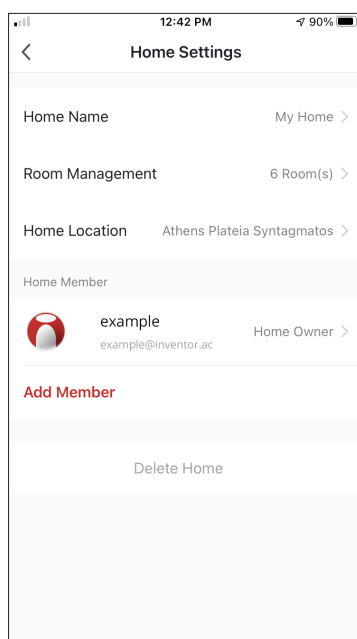 12:42 PM 90%
Home Settings
Home Name My Home
Room Management 6 Room(s)
Home Location Athens Plateia Syntagmatos
Home Member
example
example@inventor.ac
Home Owner
Add Member
Delete Home